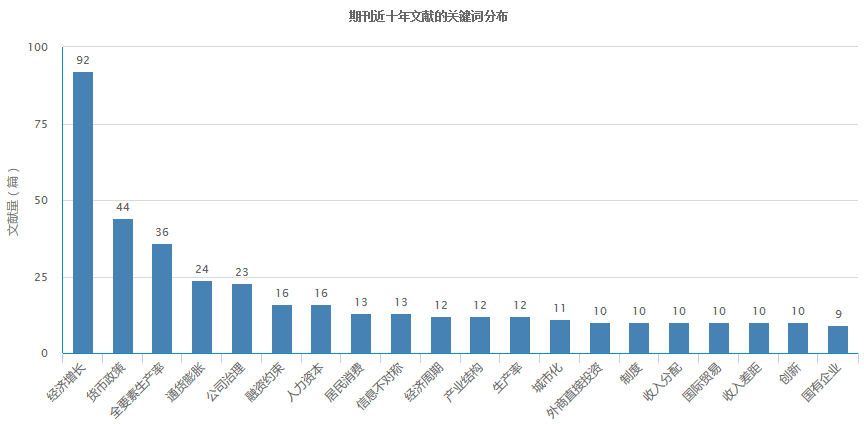 期刊近十年文献的关键词分布
文献量（篇）
100
75
50
25
0
92
44
36
24
23
16
16
13
13
12
12
12
11
10
10
10
10
10
10
9
经济增长
货币政策
全要素生产率
通货膨胀
公司治理
融资约束
人力资本
居民消费
信息不对称
经济周期
产业结构
生产率
城市化
外商直接投资
制度
收入分配
国际贸易
收入差距
创新
国有企业